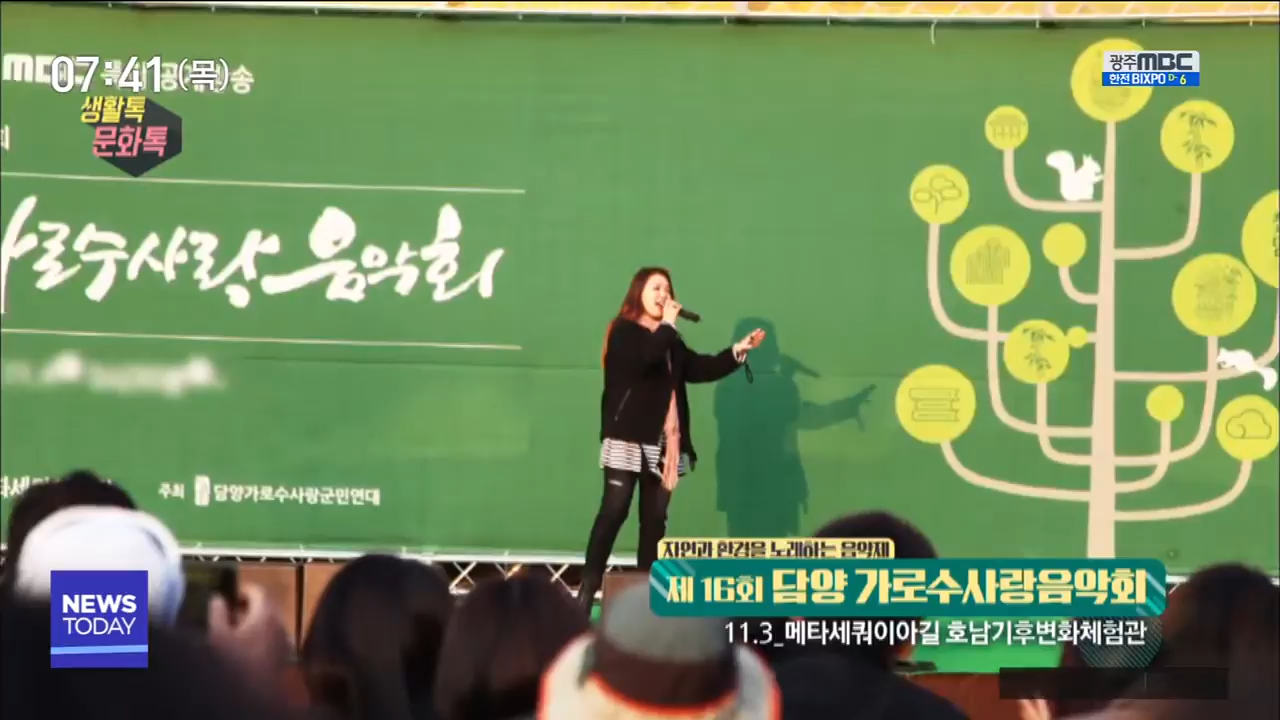 07:41(목)
생활톡
문화톡
광주MBC
한전 BIXPO D-6
가로수사랑 음악회
주최 담양가로수사랑군민연대
자연과 환경을 노래하는 음악제
제 16회 담양 가로수사랑음악회
11.3_메타세쿼이아길 호남기후변화체험관
NEWS
TODAY